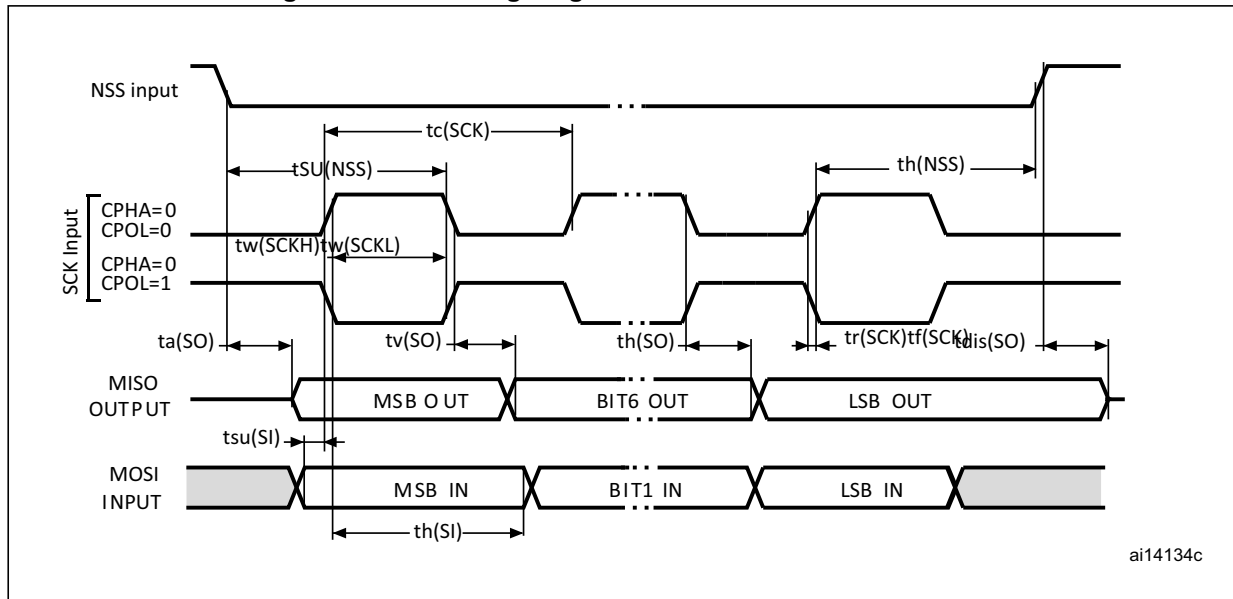 NSS input
tc(SCK)
tSU(NSS)
th(NSS)
SCK Input
CPHA=0
CPOL=0
tw(SCKH)
tw(SCKL)
CPHA=0
CPOL=1
ta(SO)
tv(SO)
th(SO)
tr(SCK)
tf(SCK)
tdis(SO)
MISO
OUTPUT
MSB OUT
BIT6 OUT
LSB OUT
tsu(SI)
MOSI
INPUT
MSB IN
BIT1 IN
LSB IN
th(SI)
ai14134c